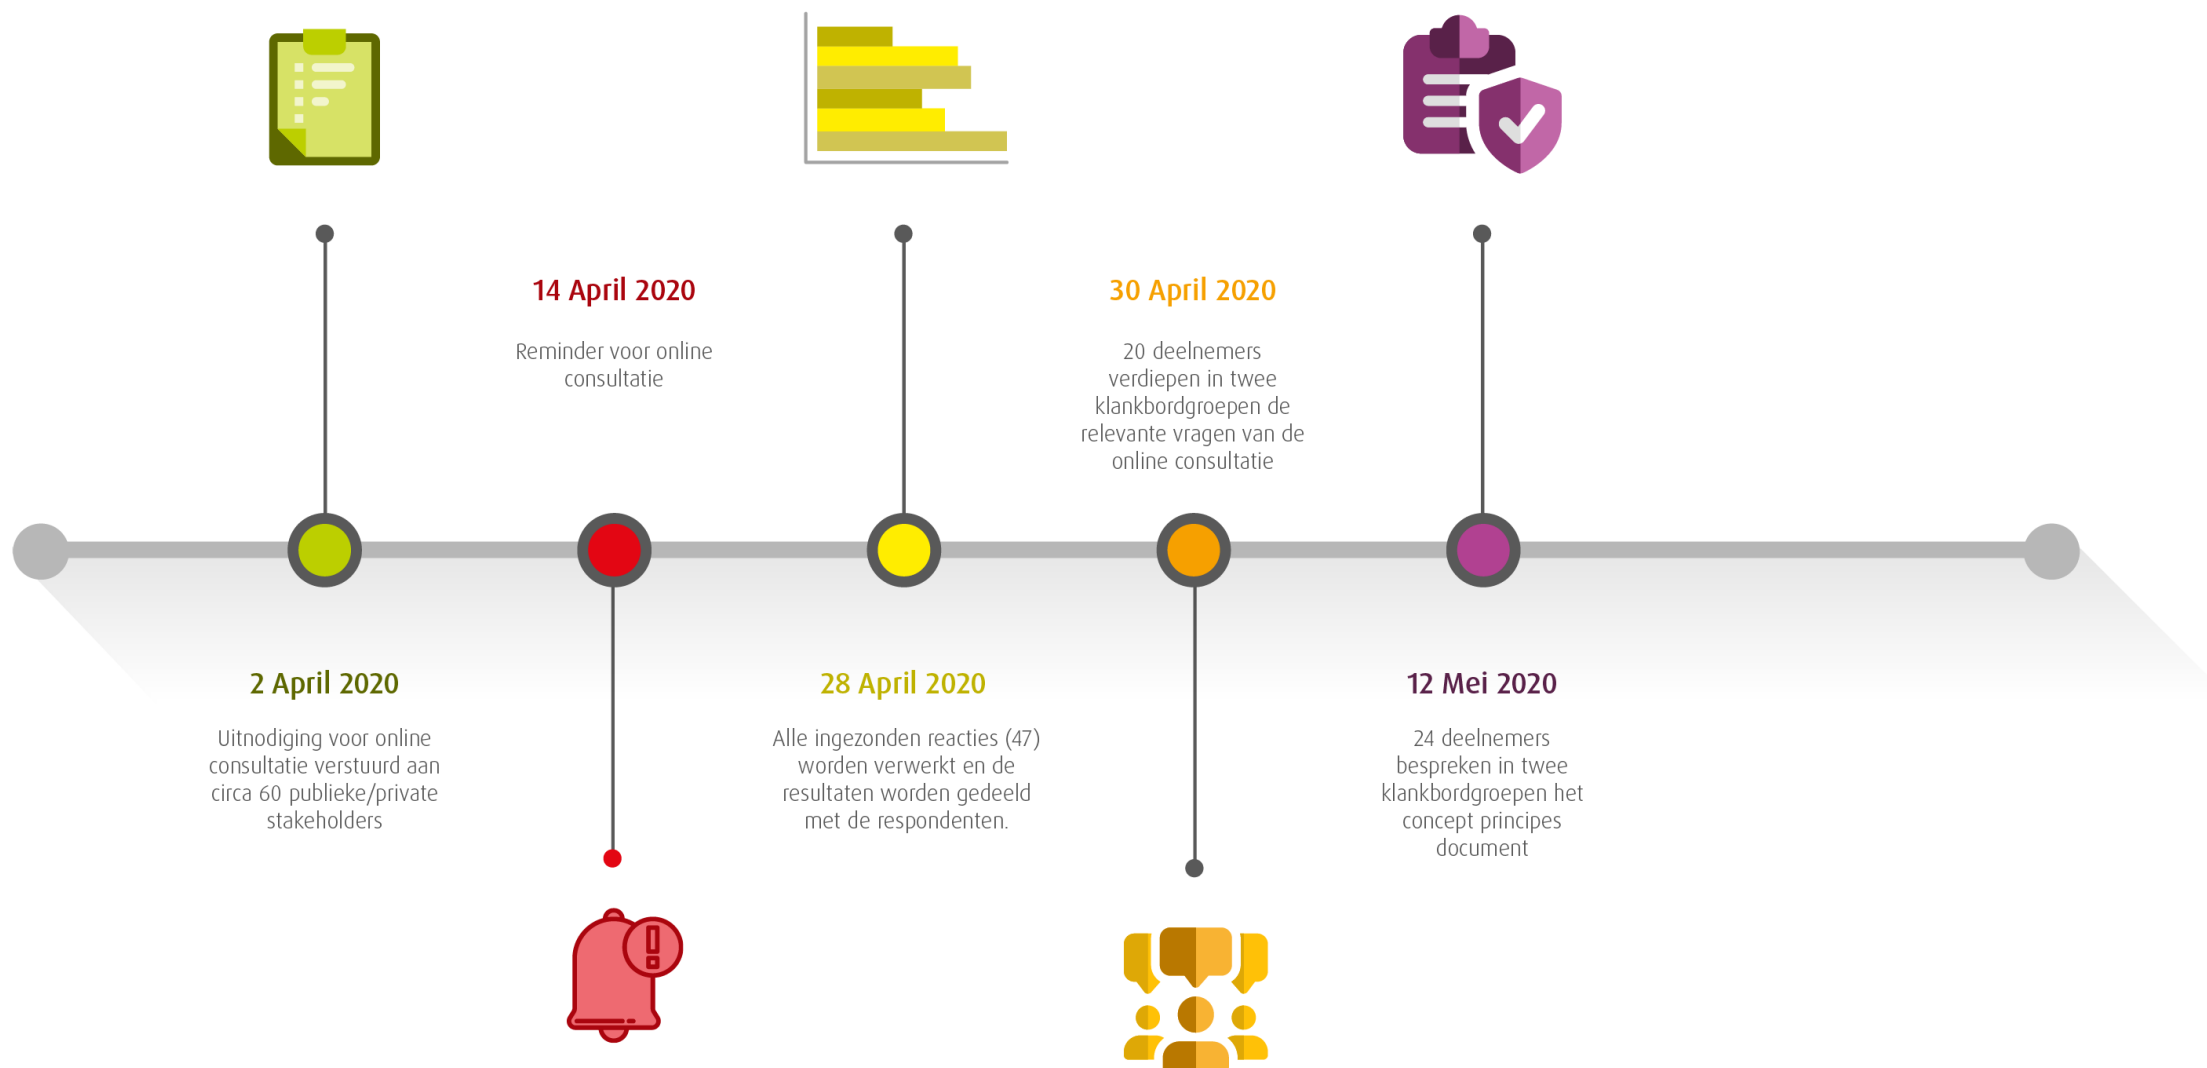 2 April 2020
Uitnodiging voor online
consultatie verstuurd aan
circa 60 publieke/private
stakeholders
14 April 2020
Reminder voor online
consultatie
28 April 2020
Alle ingezonden reacties (47)
worden verwerkt en de
resultaten worden gedeeld
met de respondenten.
30 April 2020
20 deelnemers
verdiepen in twee
klankbordgroepen de
relevante vragen van de
online consultatie
12 Mei 2020
24 deelnemers
bespreken in twee
klankbordgroepen het
concept principes
document